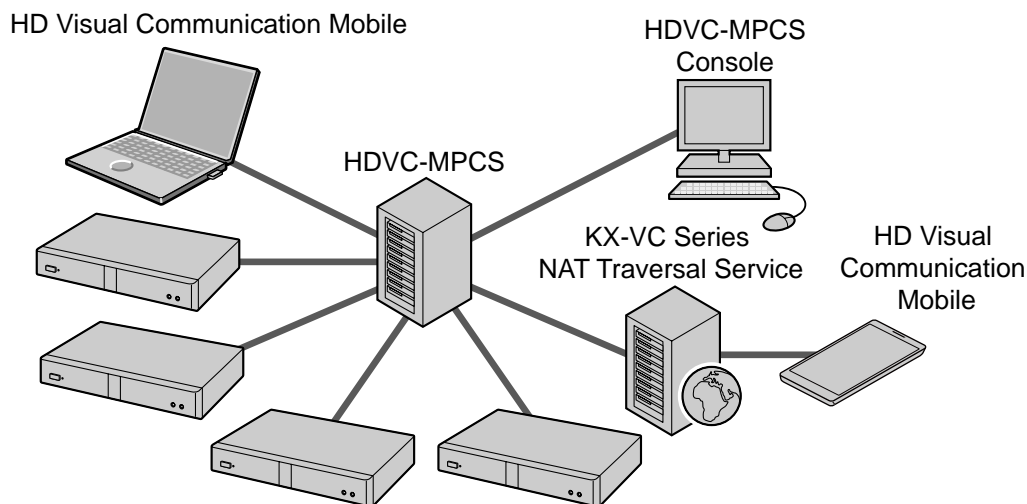 HD Visual Communication Mobile
HDVC-MPCS
Console
HDVC-MPCS
KX-VC Series
NAT Traversal Service
HD Visual
Communication
Mobile